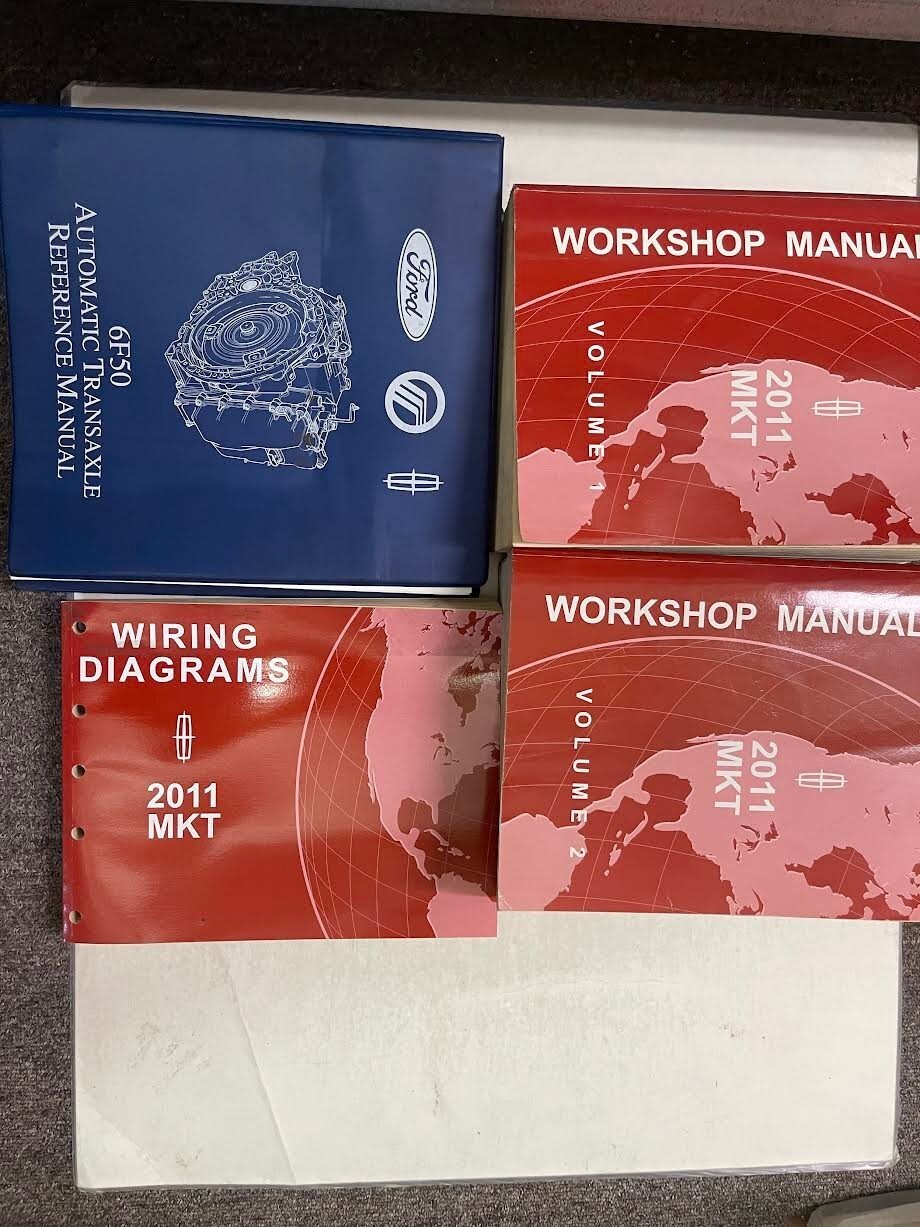 Ford
6F50
AUTOMATIC TRANSAXLE
REFERENCE MANUAL
WORKSHOP MANUAL
VOLUME 1
2011
MKT
WIRING
DIAGRAMS
2011
MKT
WORKSHOP MANUAL
VOLUME 2
2011
MKT